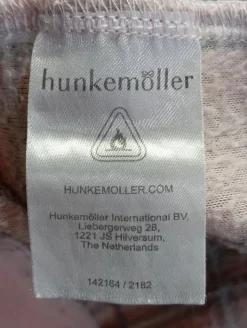 hunkemöller
HUNKEMOLLER.COM
Hunkemöller International BV,
Liebergerweg 28,
1221 JS Hilversum,
The Netherlands
142164 / 2182